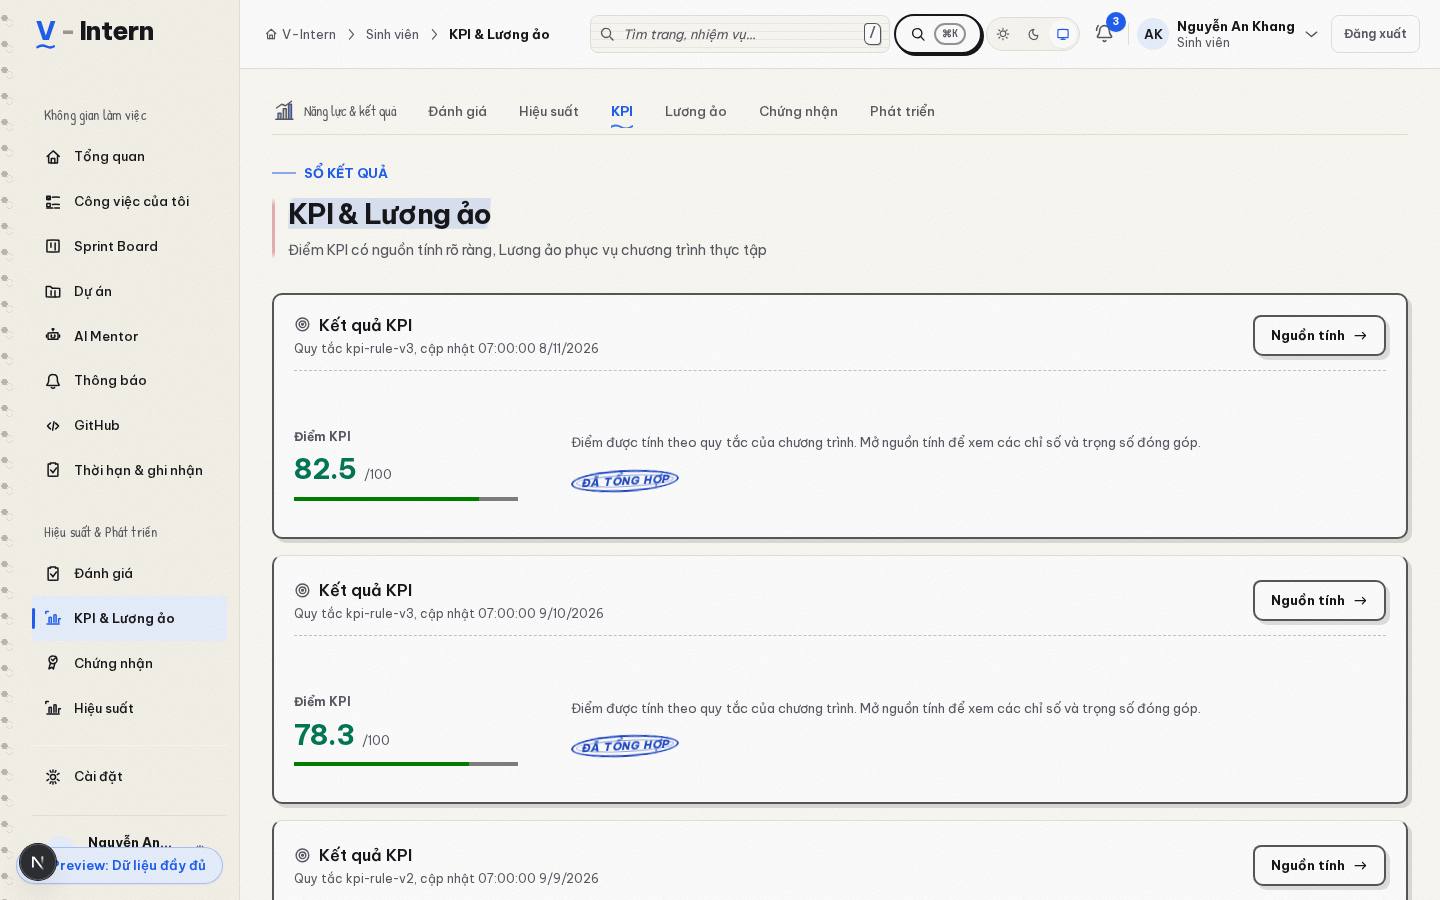 V - Intern
V-Intern > Sinh viên > KPI & Lương ảo
Tìm trang, nhiệm vụ... /
⌘K
3
AK
Nguyễn An Khang
Sinh viên
Đăng xuất
Không gian làm việc
Tổng quan
Công việc của tôi
Sprint Board
Dự án
AI Mentor
Thông báo
GitHub
Thời hạn & ghi nhận
Hiệu suất & Phát triển
Đánh giá
KPI & Lương ảo
Chứng nhận
Hiệu suất
Cài đặt
Nguyễn An...
N
Preview: Dữ liệu đầy đủ
Năng lực & kết quả Đánh giá Hiệu suất KPI Lương ảo Chứng nhận Phát triển
SỔ KẾT QUẢ
KPI & Lương ảo
Điểm KPI có nguồn tính rõ ràng, Lương ảo phục vụ chương trình thực tập
Kết quả KPI
Quy tắc kpi-rule-v3, cập nhật 07:00:00 8/11/2026
Nguồn tính →
Điểm KPI
82.5 /100
Điểm được tính theo quy tắc của chương trình. Mở nguồn tính để xem các chỉ số và trọng số đóng góp.
ĐÃ TỔNG HỢP
Kết quả KPI
Quy tắc kpi-rule-v3, cập nhật 07:00:00 9/10/2026
Nguồn tính →
Điểm KPI
78.3 /100
Điểm được tính theo quy tắc của chương trình. Mở nguồn tính để xem các chỉ số và trọng số đóng góp.
ĐÃ TỔNG HỢP
Kết quả KPI
Quy tắc kpi-rule-v2, cập nhật 07:00:00 9/9/2026
Nguồn tính →